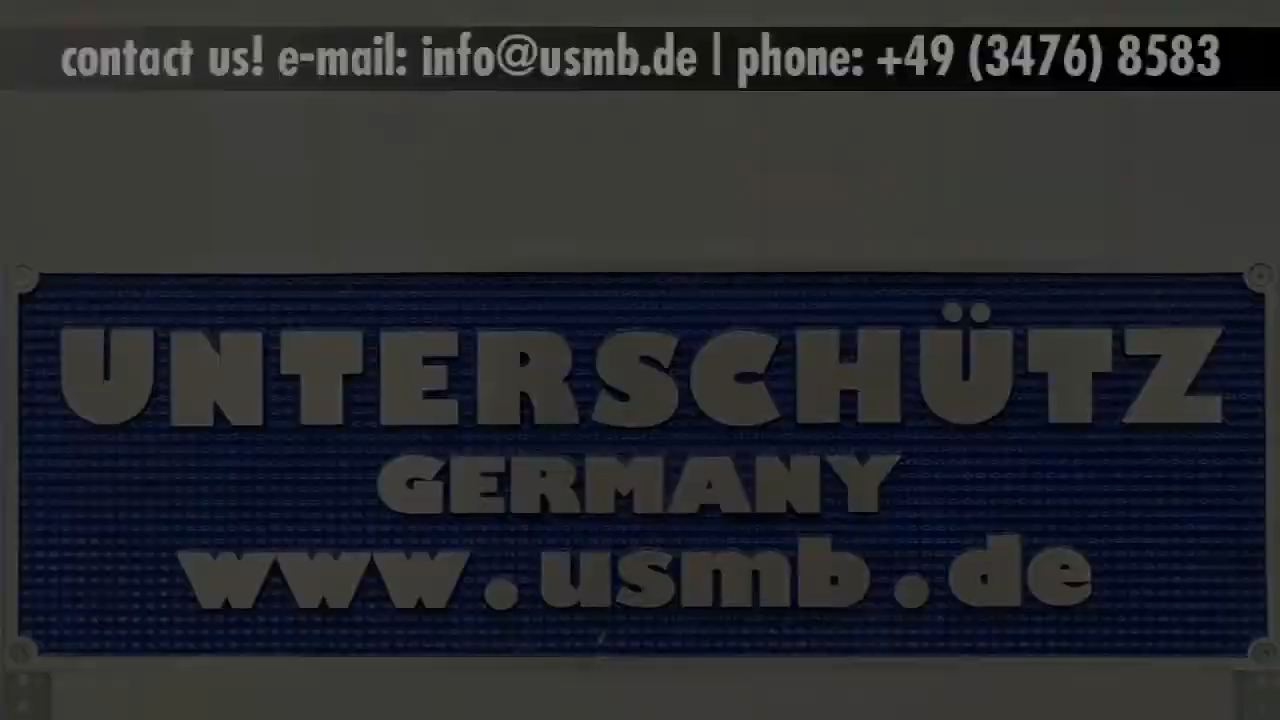 contact us! e-mail: info@usmb.de | phone: +49 (3476) 8583
UNTERSCHÜTZ
GERMANY
www.usmb.de